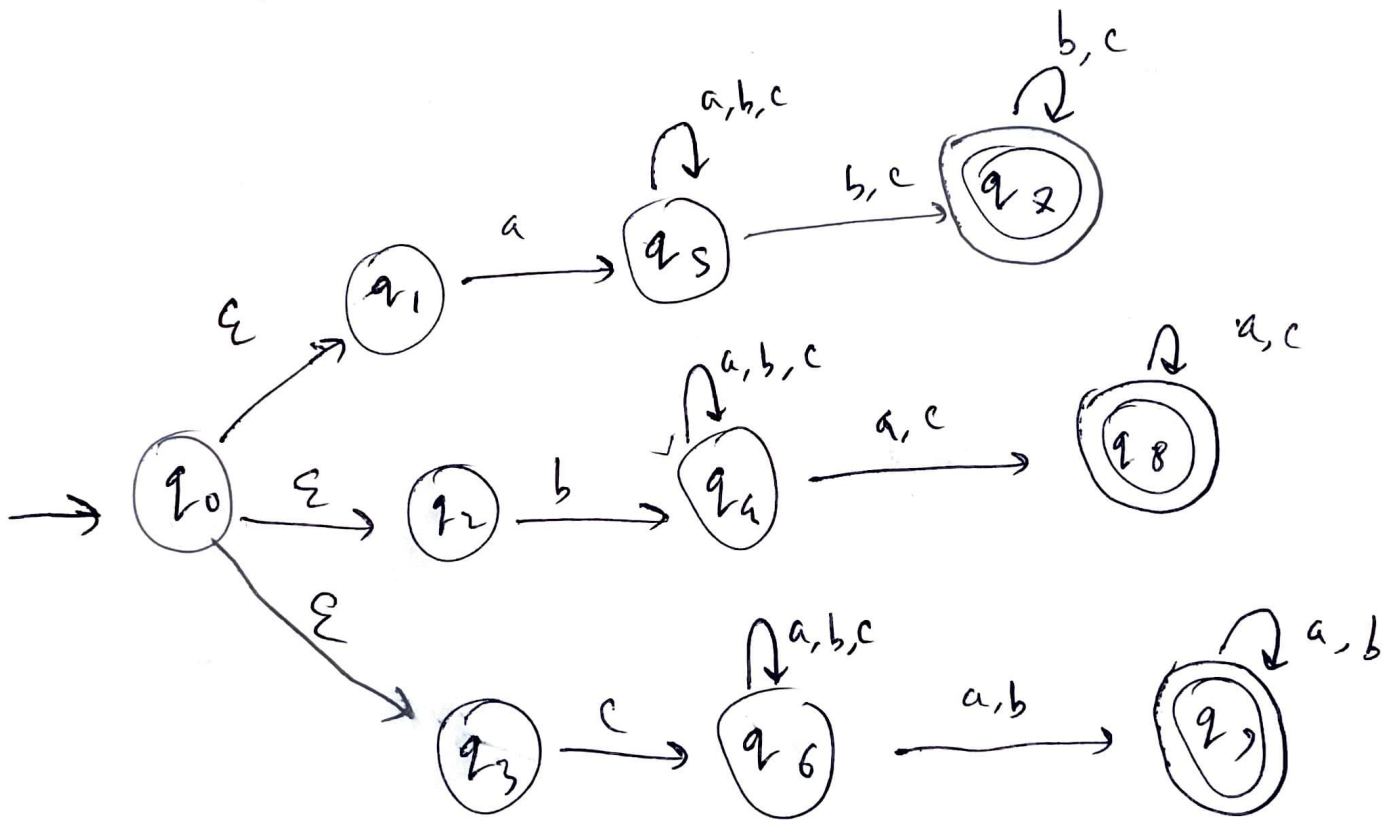 b, c
a, b, c
b, c
q7
a
q5
q1
ε
a, b, c
a, c
a, c
q8
q0
ε
q2
b
q4
ε
a, b, c
a, b
a, b
q3
c
q6
q9